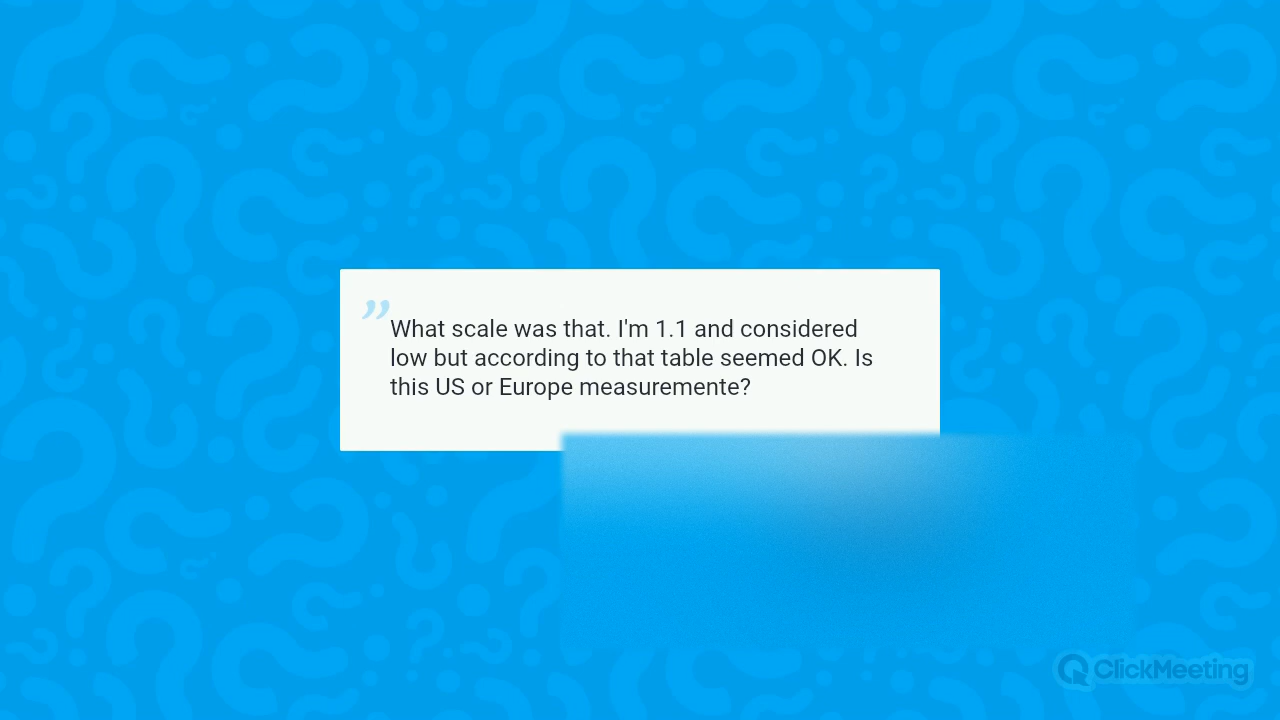 ”
What scale was that. I'm 1.1 and considered
low but according to that table seemed OK. Is
this US or Europe measuremente?
ClickMeeting